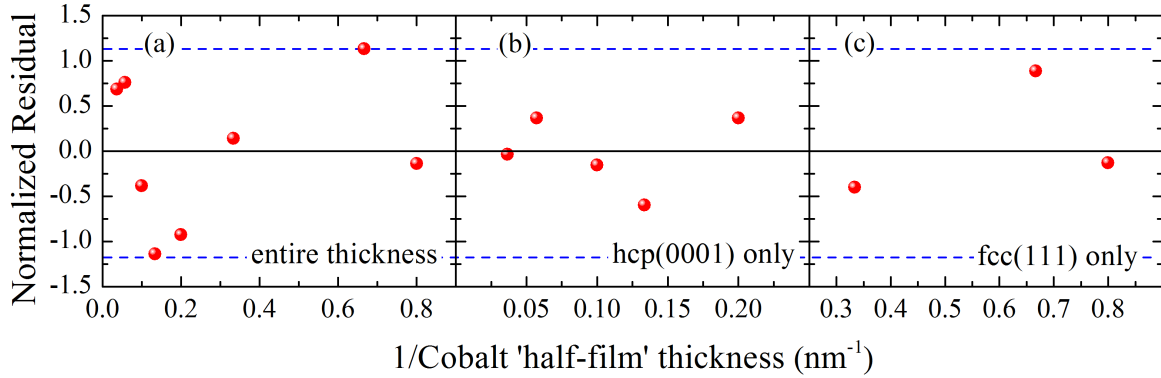 Normalized Residual
1.5
1.0
0.5
0.0
-0.5
-1.0
-1.5
(a)
(b)
(c)
entire thickness
hcp(0001) only
fcc(111) only
0.0 0.2 0.4 0.6 0.8
0.05 0.10 0.15 0.20
0.3 0.4 0.5 0.6 0.7 0.8
1/Cobalt 'half-film' thickness (nm⁻¹)